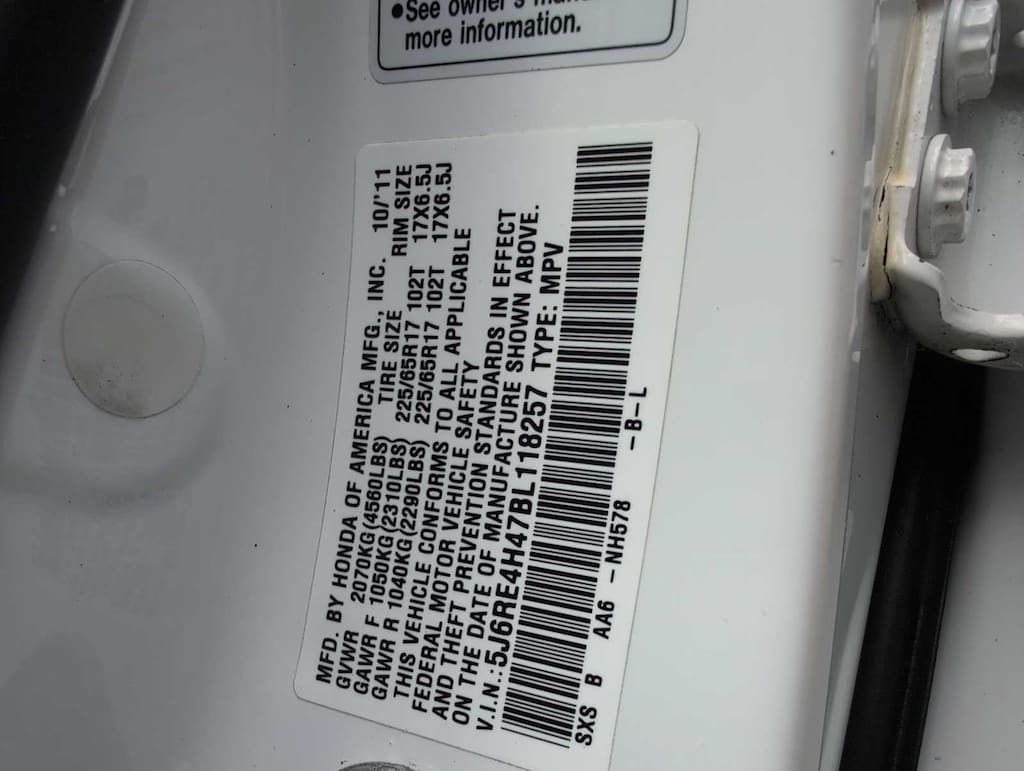 ●See owner's
more information.
MFD. BY HONDA OF AMERICA MFG., INC. 10/'11
GVWR 2070KG(4560LBS) TIRE SIZE RIM SIZE
GAWR F 1050KG(2310LBS) 225/65R17 102T 17X6.5J
GAWR R 1040KG(2290LBS) 225/65R17 102T 17X6.5J
THIS VEHICLE CONFORMS TO ALL APPLICABLE
FEDERAL MOTOR VEHICLE SAFETY
AND THEFT PREVENTION STANDARDS IN EFFECT
ON THE DATE OF MANUFACTURE SHOWN ABOVE.
V.I.N.:5J6RE4H47BL118257 TYPE: MPV
SXS B AA6 -NH578 -B-L